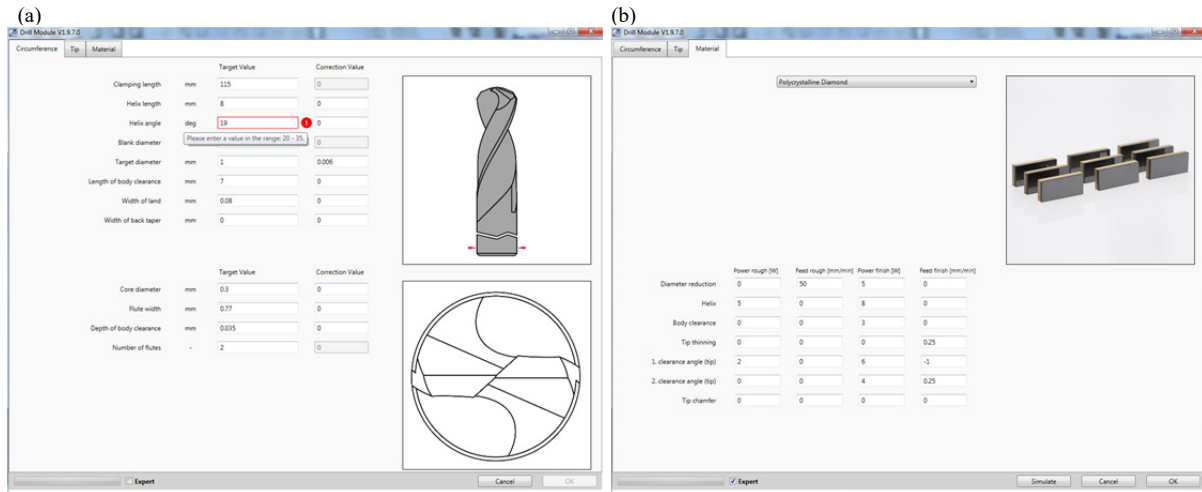 (a)
Drill Module V1.9.7.0
Circumference Tip Material
Target Value Correction Value
Clamping length mm 115 0
Helix length mm 8 0
Helix angle deg 19 0
Please enter a value in the range: 20 - 35.
Blank diameter 0
Target diameter mm 1 0.006
Length of body clearance mm 7 0
Width of land mm 0.08 0
Width of back taper mm 0 0
Target Value Correction Value
Core diameter mm 0.3 0
Flute width mm 0.77 0
Depth of body clearance mm 0.035 0
Number of flutes - 2 0
Expert Cancel OK
(b)
Drill Module V1.9.7.0
Circumference Tip Material
Polycrystalline Diamond
Power rough [W] Feed rough [mm/min] Power finish [W] Feed finish [mm/min]
Diameter reduction 0 50 5 0
Helix 5 0 8 0
Body clearance 0 0 3 0
Tip thinning 0 0 0 0.25
1. clearance angle (tip) 2 0 6 -1
2. clearance angle (tip) 0 0 4 0.25
Tip chamfer 0 0 0 0
Expert Simulate Cancel OK